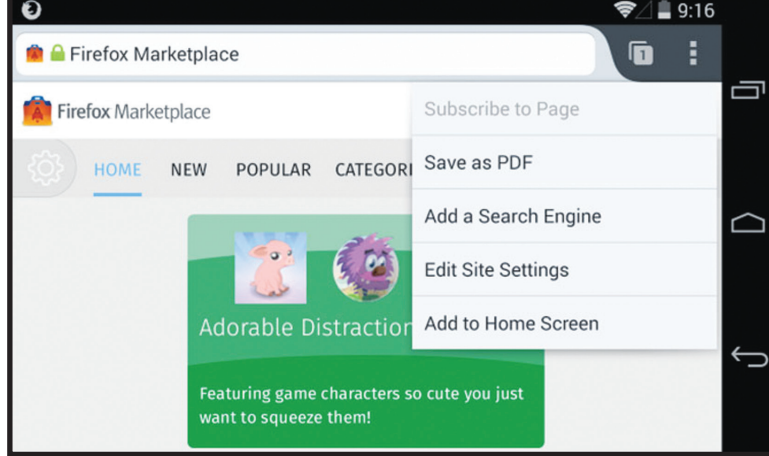 9:16
Firefox Marketplace
1
Firefox Marketplace
HOME NEW POPULAR CATEGORI
Subscribe to Page
Save as PDF
Add a Search Engine
Edit Site Settings
Add to Home Screen
Adorable Distraction
Featuring game characters so cute you just
want to squeeze them!